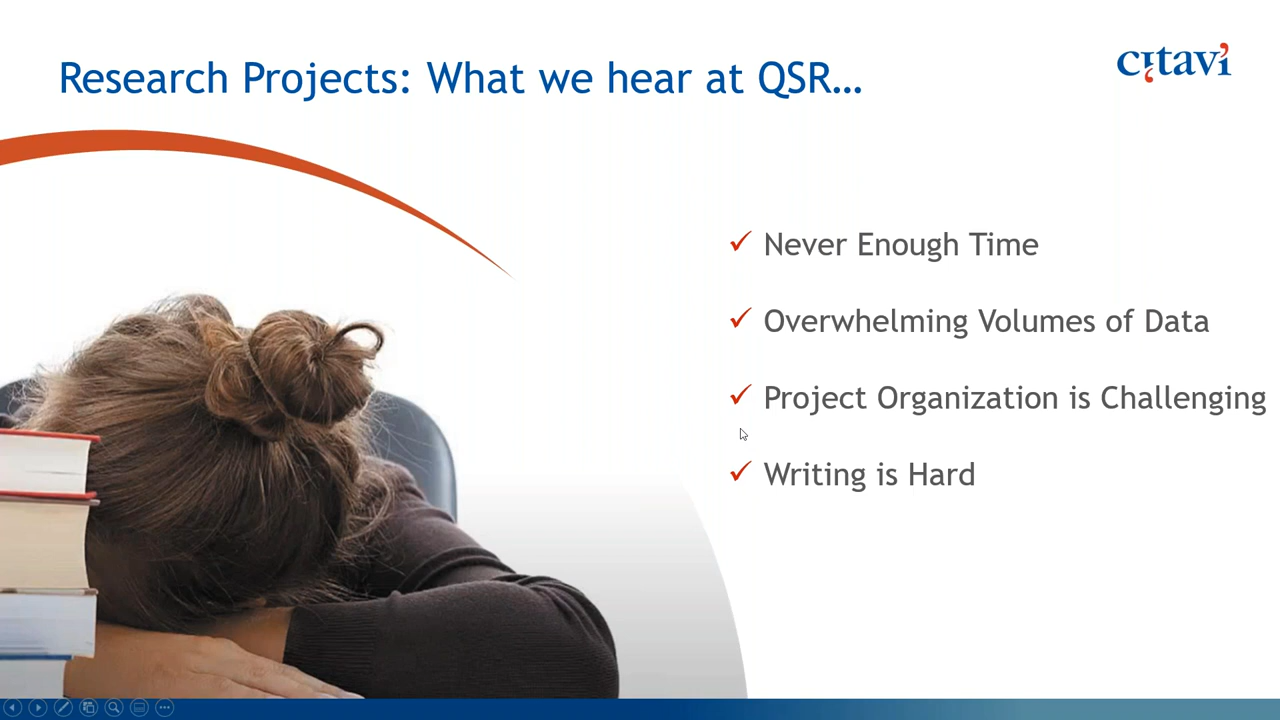 Research Projects: What we hear at QSR...
citavi
✓ Never Enough Time
✓ Overwhelming Volumes of Data
✓ Project Organization is Challenging
✓ Writing is Hard